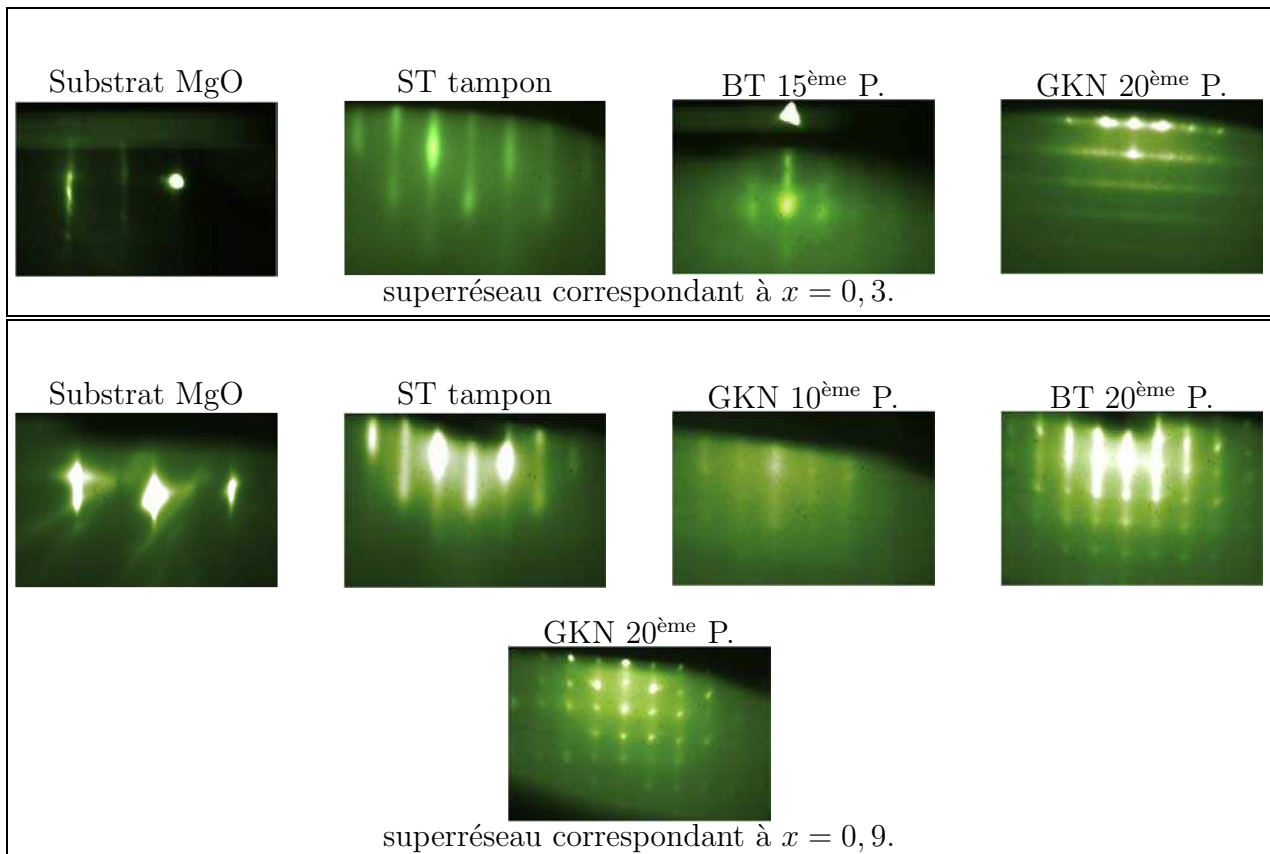 Substrat MgO ST tampon BT 15ème P. GKN 20ème P.
superréseau correspondant à x = 0, 3.
Substrat MgO ST tampon GKN 10ème P. BT 20ème P.
GKN 20ème P.
superréseau correspondant à x = 0, 9.